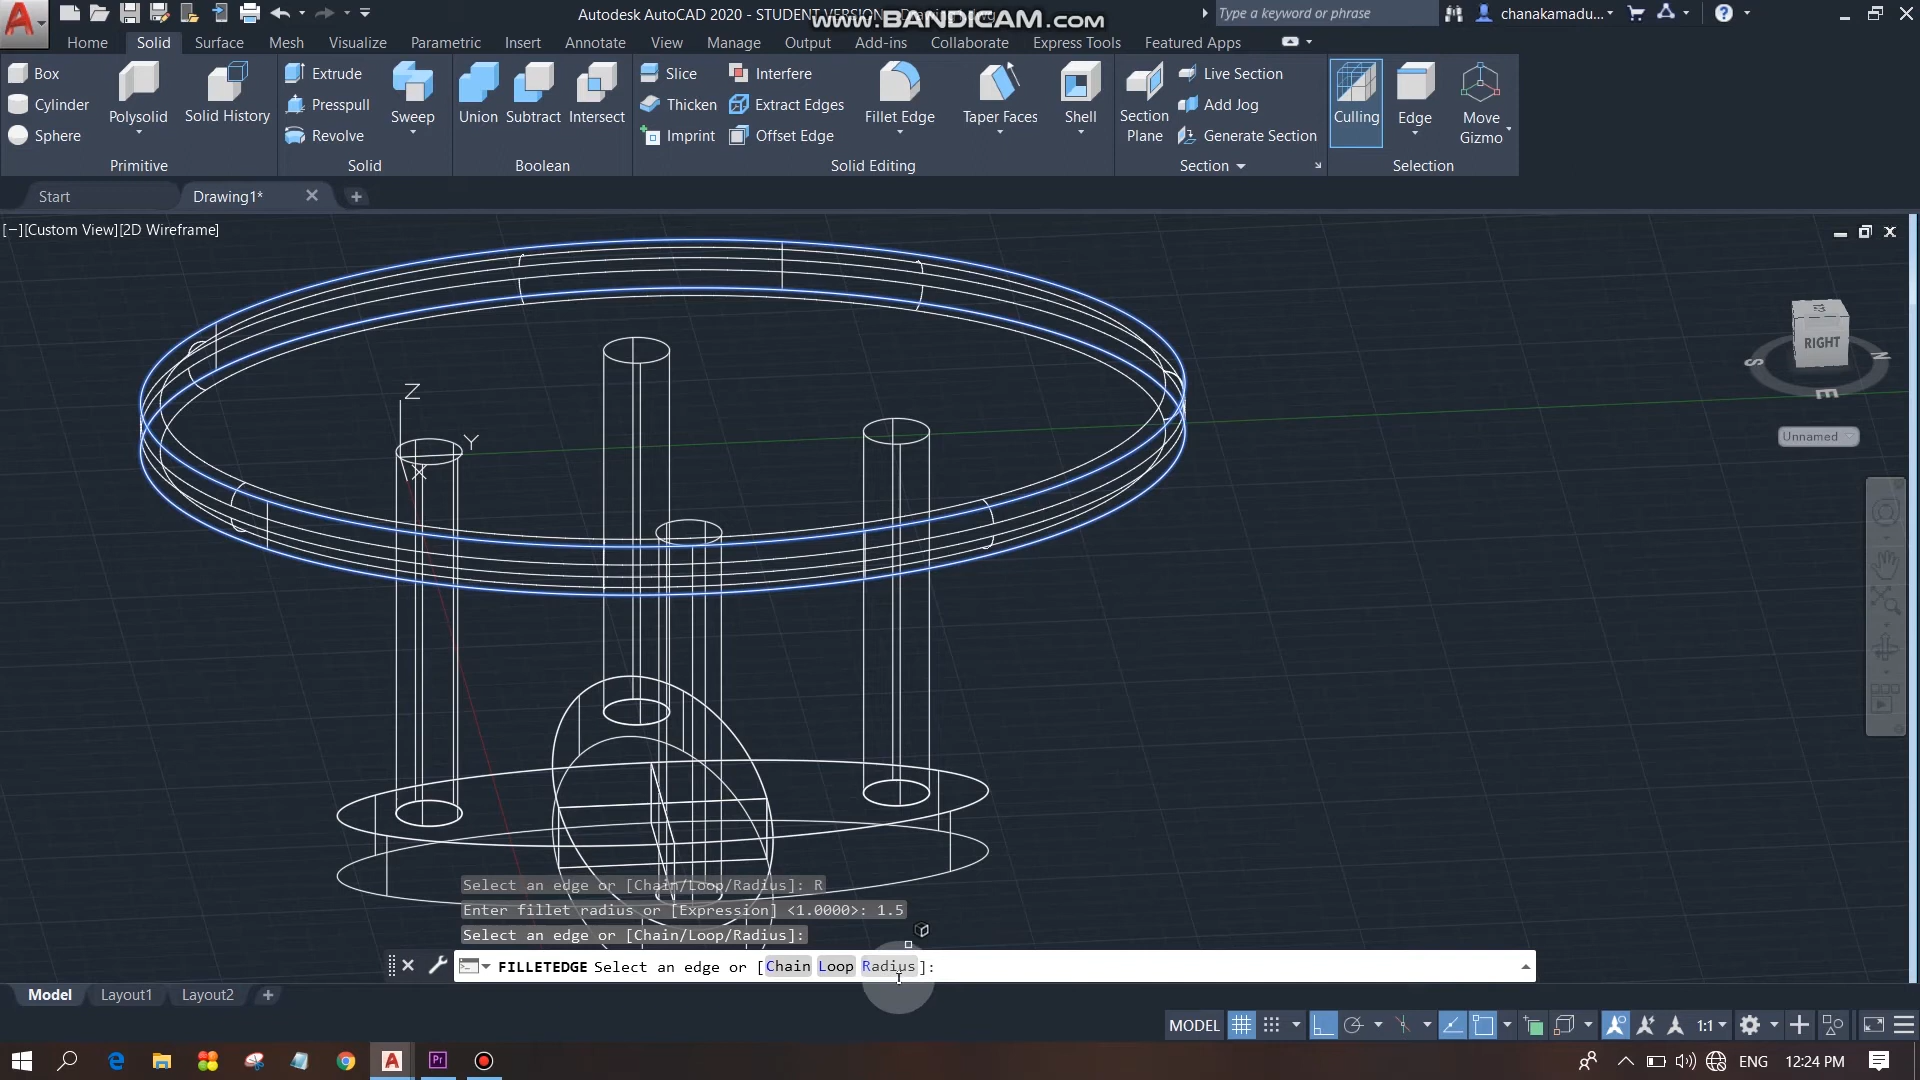 Autodesk AutoCAD 2020 - STUDENT VERSION
www.BANDICAM.com
Type a keyword or phrase
chanakamadu...
Home Solid Surface Mesh Visualize Parametric Insert Annotate View Manage Output Add-ins Collaborate Express Tools Featured Apps
Box
Cylinder
Sphere
Polysolid
Solid History
Primitive
Extrude
Presspull
Revolve
Sweep
Solid
Union
Subtract
Intersect
Boolean
Slice
Thicken
Imprint
Interfere
Extract Edges
Offset Edge
Fillet Edge
Taper Faces
Shell
Solid Editing
Section
Plane
Live Section
Add Jog
Generate Section
Section
Culling
Edge
Move
Gizmo
Selection
Start
Drawing1*
[−][Custom View][2D Wireframe]
RIGHT
S
N
E
Unnamed
Z
Y
X
Select an edge or [Chain/Loop/Radius]: R
Enter fillet radius or [Expression] <1.0000>: 1.5
Select an edge or [Chain/Loop/Radius]:
FILLETEDGE Select an edge or [Chain Loop Radius]:
Model Layout1 Layout2
MODEL
1:1
ENG
12:24 PM